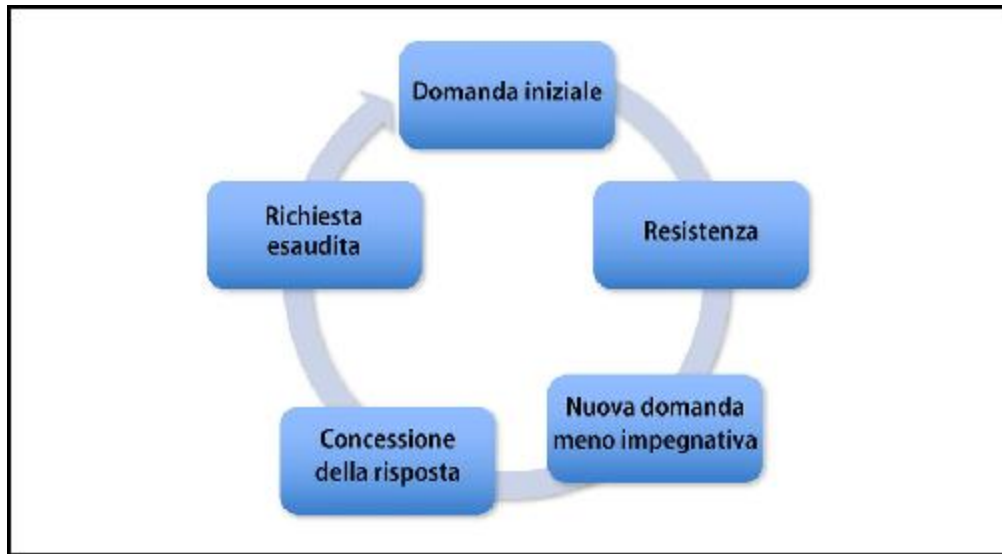 Domanda iniziale
Resistenza
Nuova domanda
meno impegnativa
Concessione
della risposta
Richiesta
esaudita